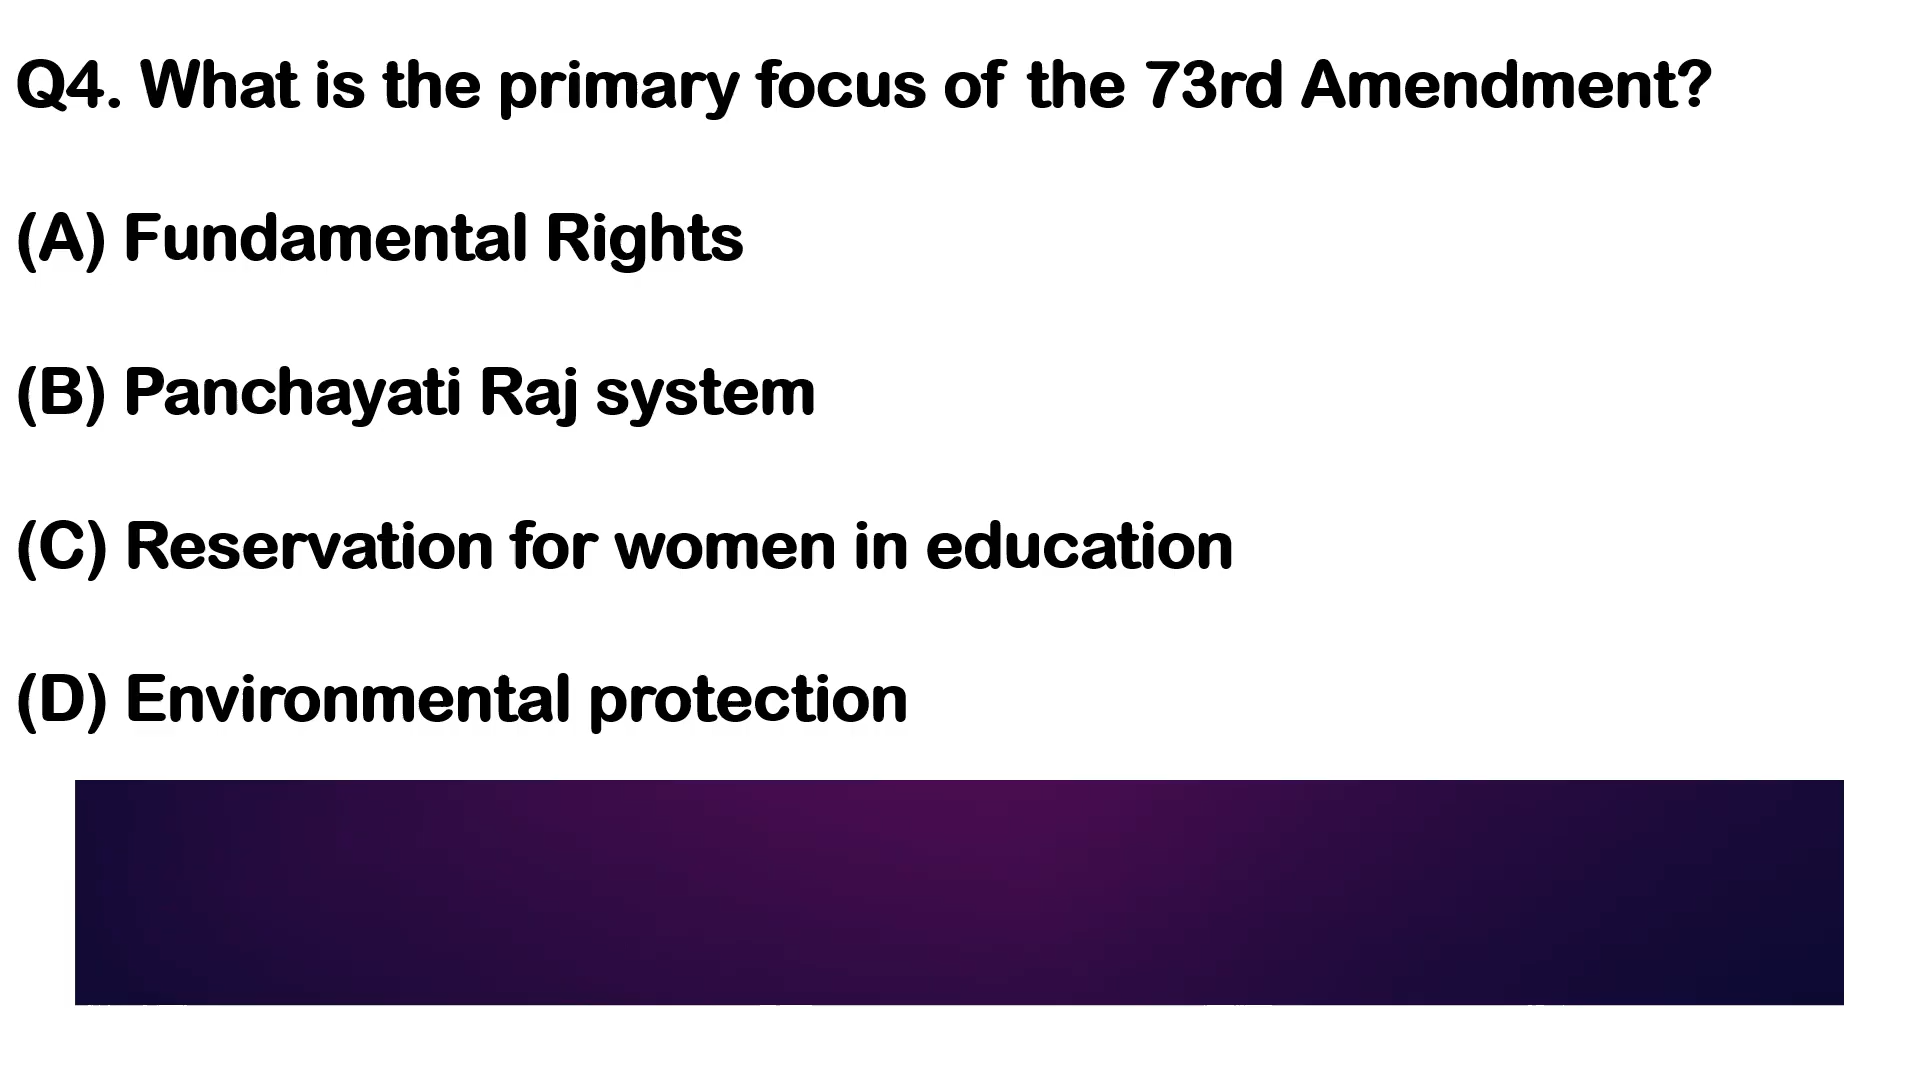 Q4. What is the primary focus of the 73rd Amendment?
(A) Fundamental Rights
(B) Panchayati Raj system
(C) Reservation for women in education
(D) Environmental protection